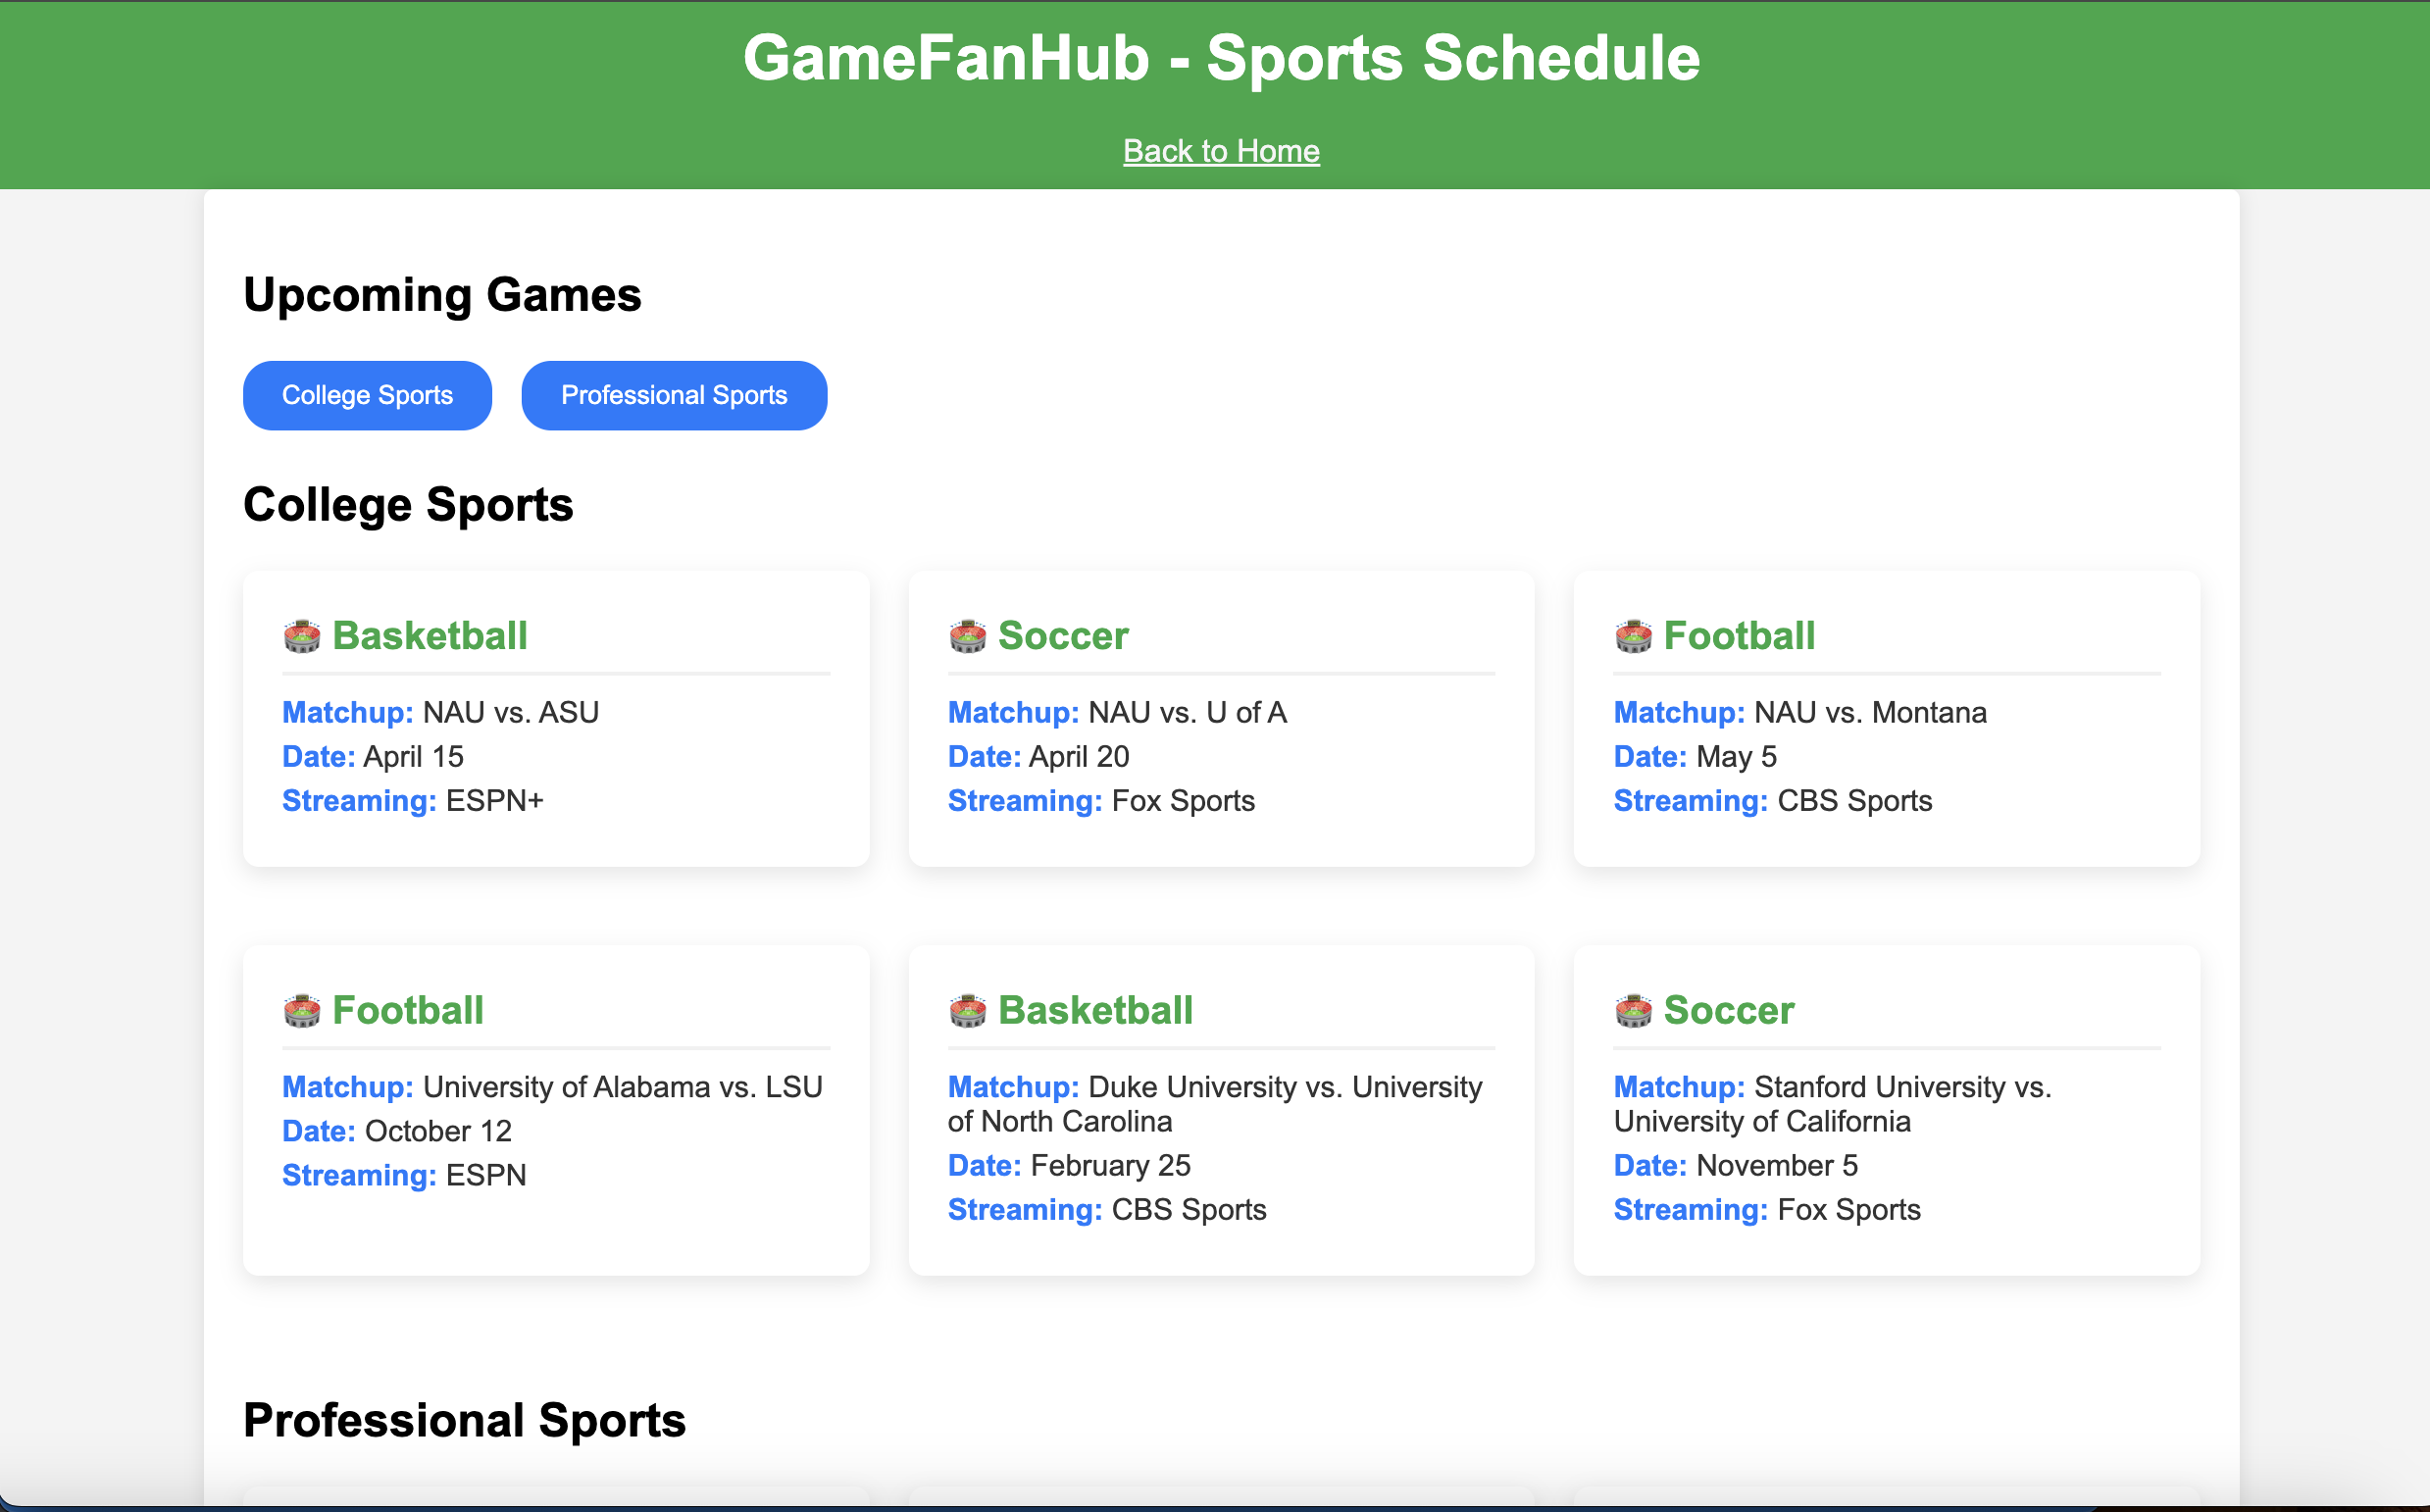 GameFanHub - Sports Schedule
Back to Home
Upcoming Games
College Sports
Professional Sports
College Sports
Basketball
Matchup: NAU vs. ASU
Date: April 15
Streaming: ESPN+
Soccer
Matchup: NAU vs. U of A
Date: April 20
Streaming: Fox Sports
Football
Matchup: NAU vs. Montana
Date: May 5
Streaming: CBS Sports
Football
Matchup: University of Alabama vs. LSU
Date: October 12
Streaming: ESPN
Basketball
Matchup: Duke University vs. University
of North Carolina
Date: February 25
Streaming: CBS Sports
Soccer
Matchup: Stanford University vs.
University of California
Date: November 5
Streaming: Fox Sports
Professional Sports